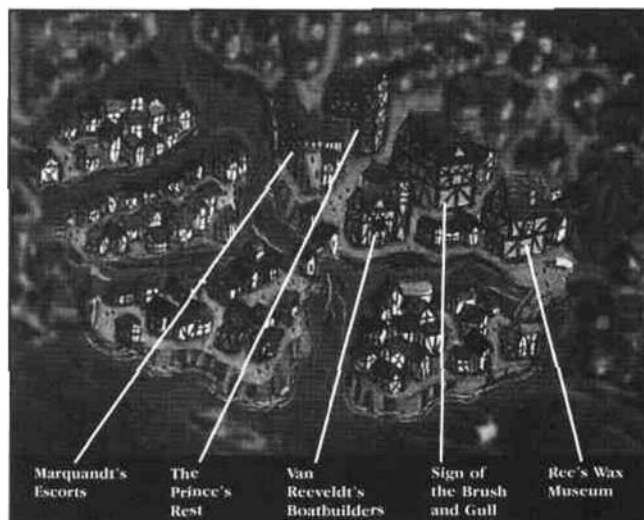 Marquandt's
Escorts
The
Prince's
Rest
Van
Reeveldt's
Boatbuilders
Sign of
the Brush
and Gull
Ree's Wax
Museum